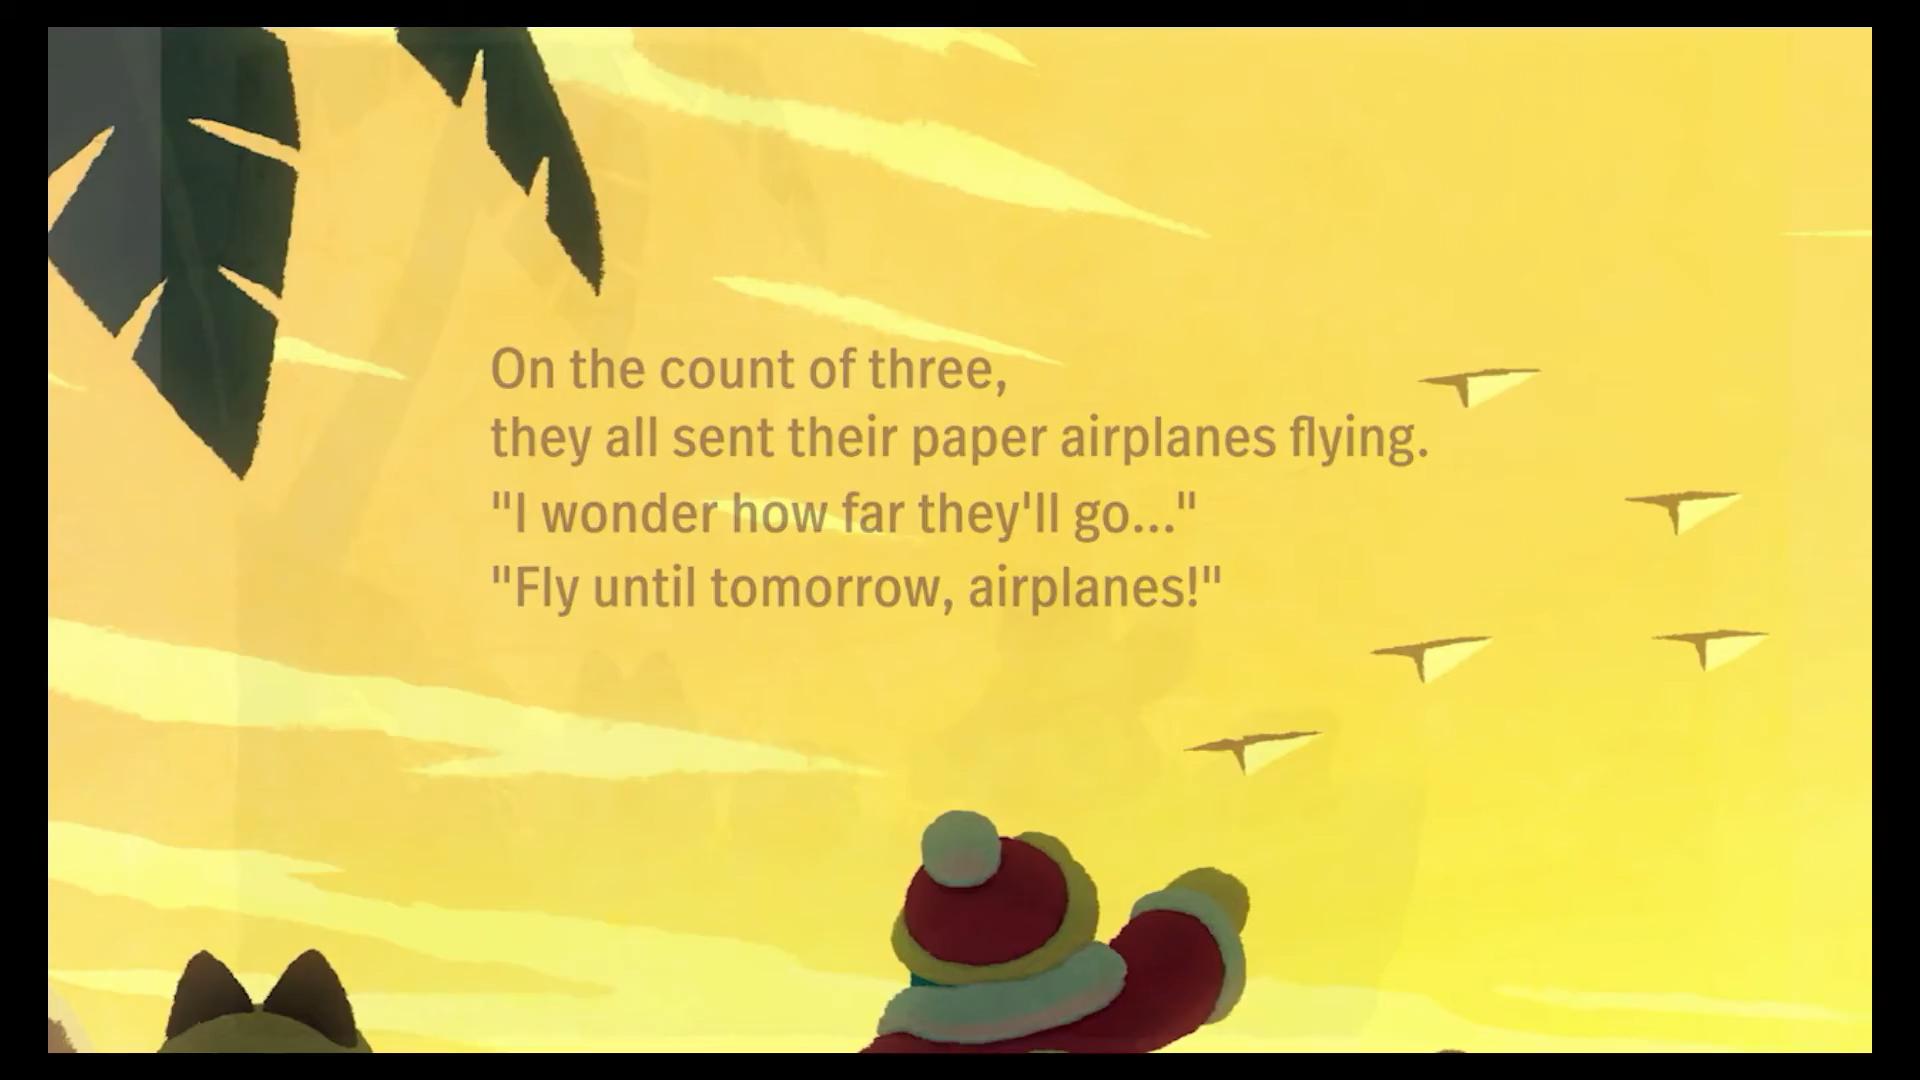 On the count of three,
they all sent their paper airplanes flying.
"I wonder how far they'll go..."
"Fly until tomorrow, airplanes!"